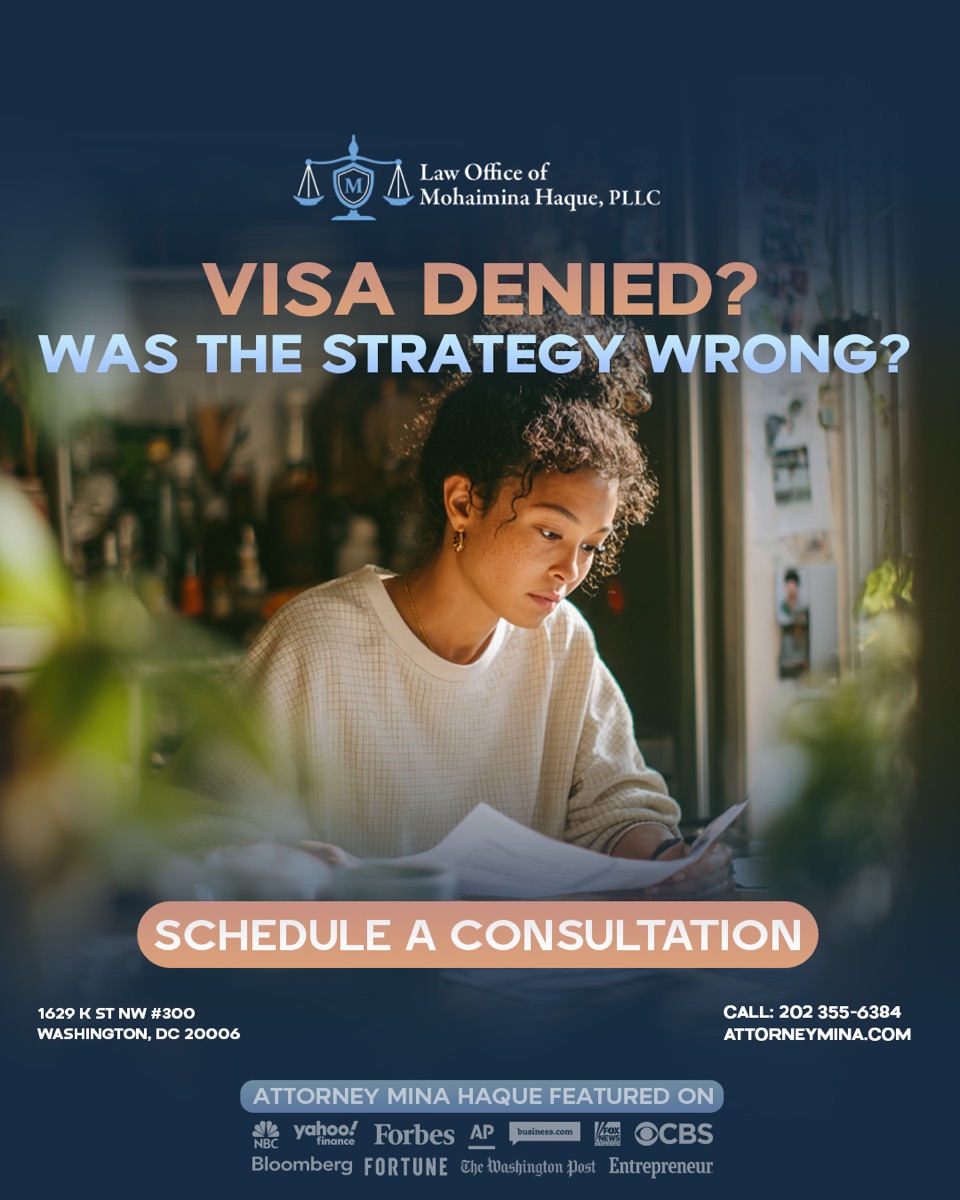 M
Law Office of
Mohaimina Haque, PLLC
VISA DENIED?
WAS THE STRATEGY WRONG?
SCHEDULE A CONSULTATION
1629 K ST NW #300
WASHINGTON, DC 20006
CALL: 202 355-6384
ATTORNEYMINA.COM
ATTORNEY MINA HAQUE FEATURED ON
NBC yahoo! finance Forbes AP business.com FOX NEWS CBS
Bloomberg FORTUNE The Washington Post Entrepreneur